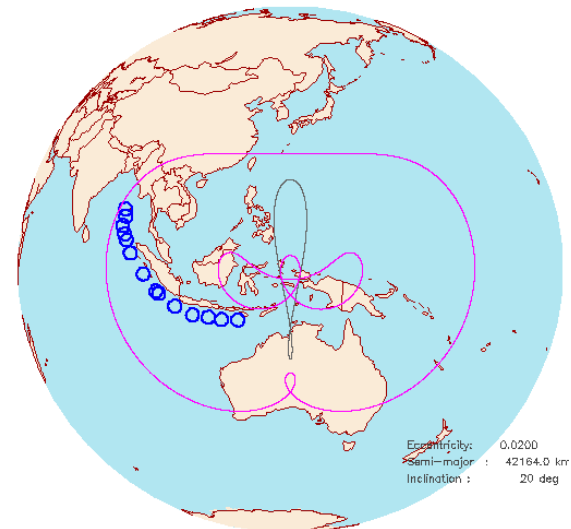 Eccentricity: 0.0200
Semi-major : 42164.0 km
Inclination : 20 deg